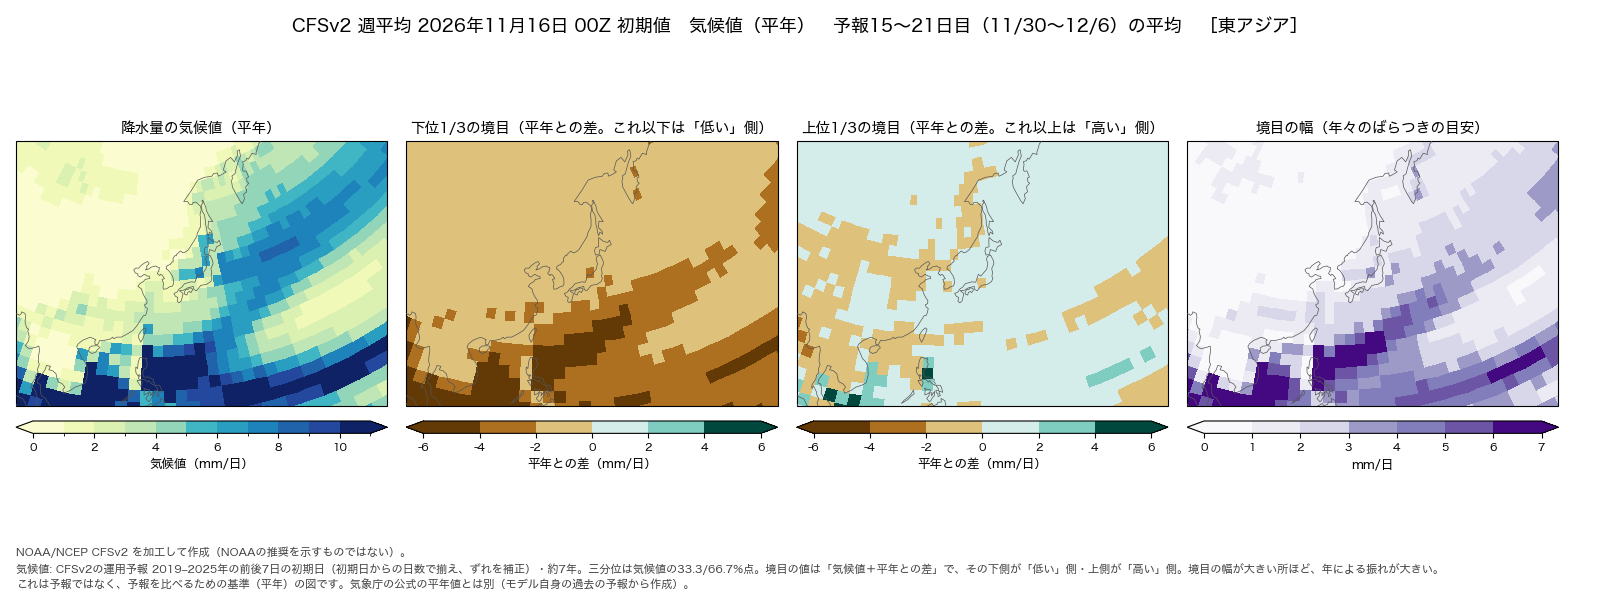 CFSv2 週平均 2026年11月16日 00Z 初期値　気候値（平年）　予報15～21日目（11/30～12/6）の平均　［東アジア］
降水量の気候値（平年）
下位1/3の境目（平年との差。これ以下は「低い」側）
上位1/3の境目（平年との差。これ以上は「高い」側）
境目の幅（年々のばらつきの目安）
0 2 4 6 8 10
気候値（mm/日）
-6 -4 -2 0 2 4 6
平年との差（mm/日）
-6 -4 -2 0 2 4 6
平年との差（mm/日）
0 1 2 3 4 5 6 7
mm/日
NOAA/NCEP CFSv2 を加工して作成（NOAAの推奨を示すものではない）。
気候値: CFSv2の運用予報 2019–2025年の前後7日の初期日（初期日からの日数で揃え、ずれを補正）・約7年。三分位は気候値の33.3/66.7%点。境目の値は「気候値＋平年との差」で、その下側が「低い」側・上側が「高い」側。境目の幅が大きい所ほど、年による振れが大きい。
これは予報ではなく、予報を比べるための基準（平年）の図です。気象庁の公式の平年値とは別（モデル自身の過去の予報から作成）。